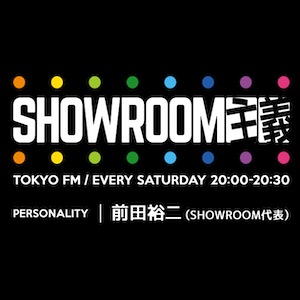 SHOWROOM主義
TOKYO FM / EVERY SATURDAY 20:00-20:30
PERSONALITY | 前田裕二（SHOWROOM代表）